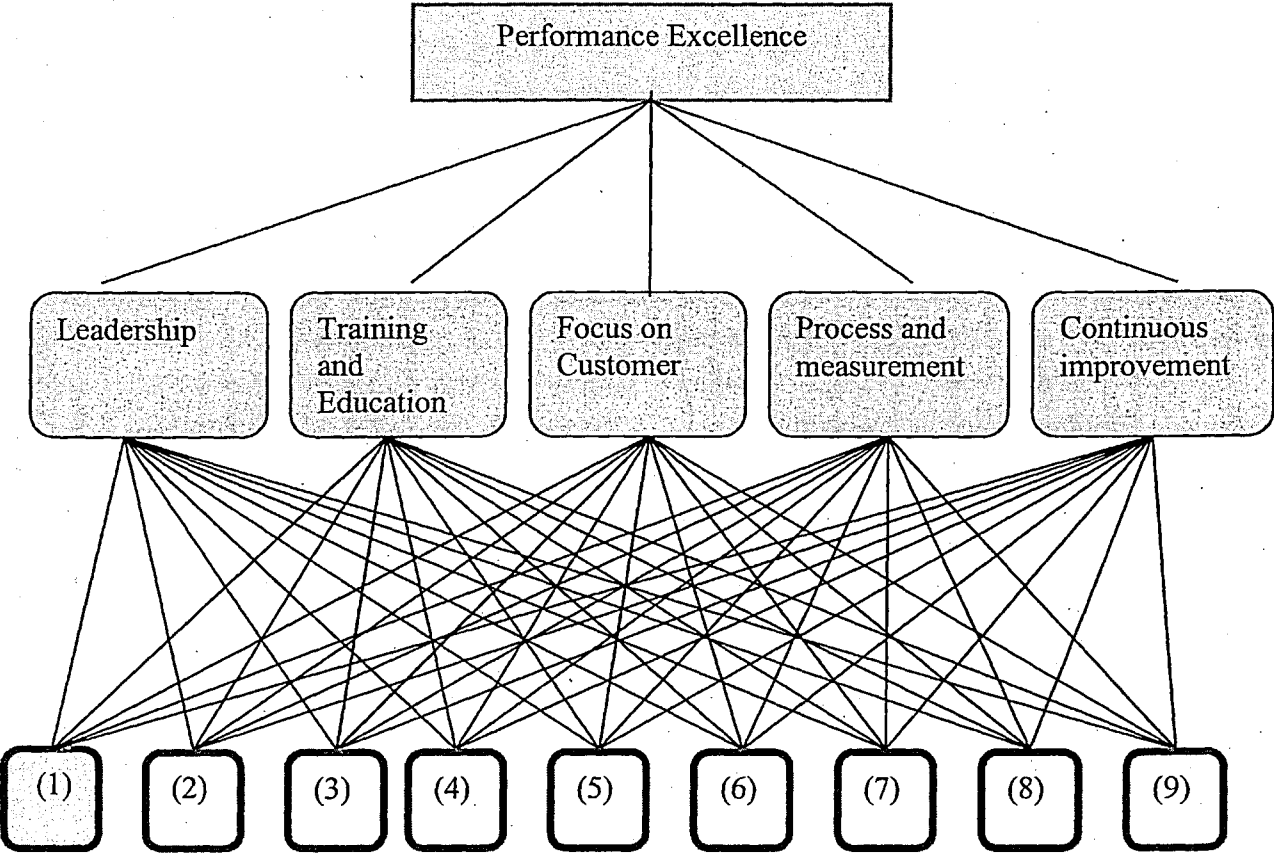 Performance Excellence
Leadership
Training
and
Education
Focus on
Customer
Process and
measurement
Continuous
improvement
(1)
(2)
(3)
(4)
(5)
(6)
(7)
(8)
(9)